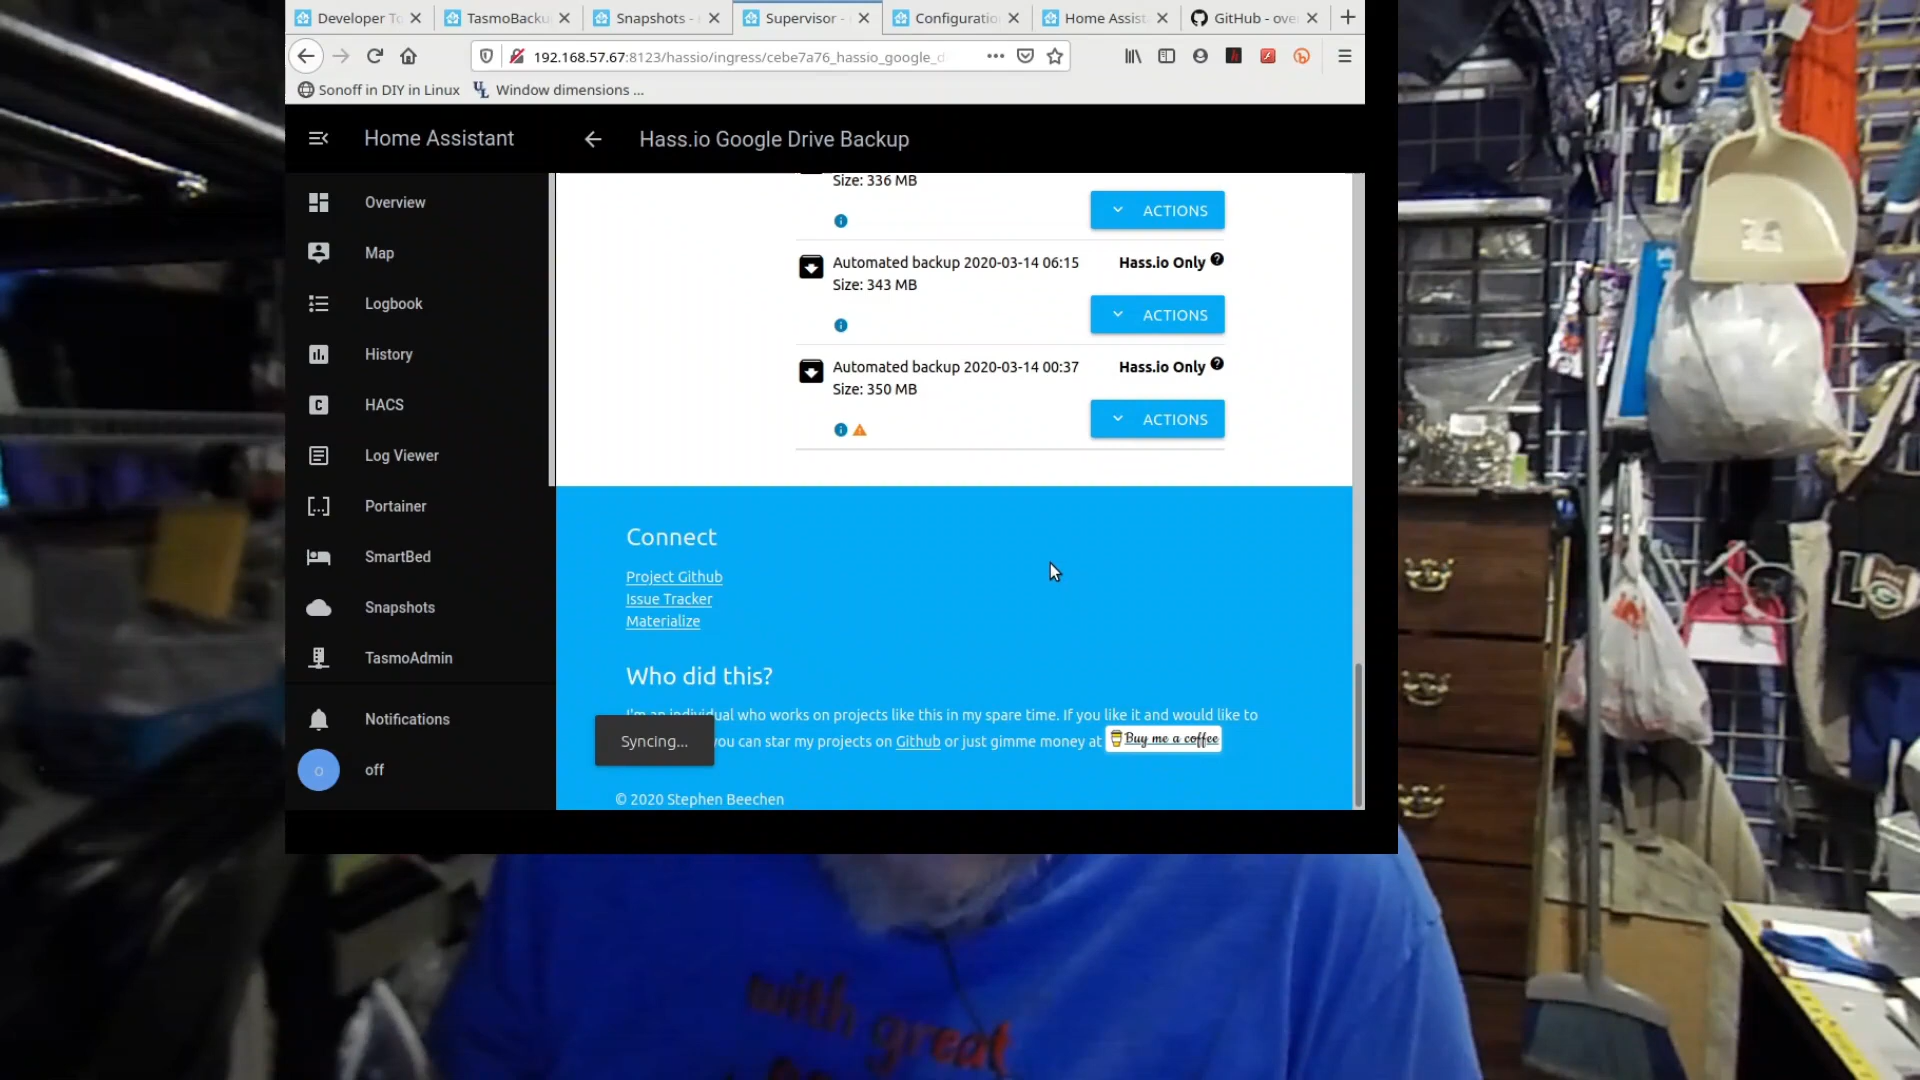 Developer To
TasmoBacku
Snapshots -
Supervisor -
Configuratio
Home Assist
GitHub - ove
192.168.57.67:8123/hassio/ingress/cebe7a76_hassio_google_d
Sonoff in DIY in Linux
Window dimensions ...
Home Assistant
Hass.io Google Drive Backup
Size: 336 MB
ACTIONS
Automated backup 2020-03-14 06:15
Hass.io Only
Size: 343 MB
ACTIONS
Automated backup 2020-03-14 00:37
Hass.io Only
Size: 350 MB
ACTIONS
Overview
Map
Logbook
History
HACS
Log Viewer
Portainer
SmartBed
Snapshots
TasmoAdmin
Notifications
o
off
Connect
Project Github
Issue Tracker
Materialize
Who did this?
I'm an individual who works on projects like this in my spare time. If you like it and would like to
Syncing...
you can star my projects on Github or just gimme money at Buy me a coffee
© 2020 Stephen Beechen
with great